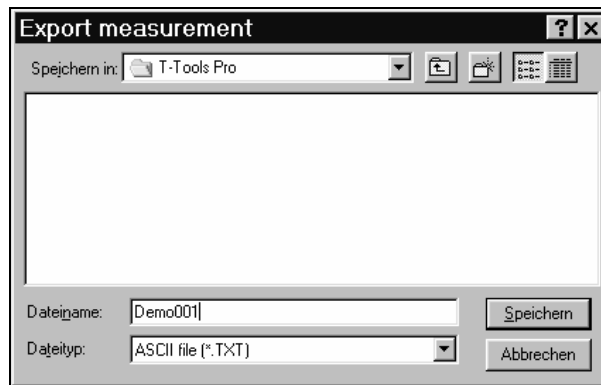 Export measurement
Speichern in: T-Tools Pro
Dateiname: Demo001
Speichern
Dateityp: ASCII file (*.TXT)
Abbrechen